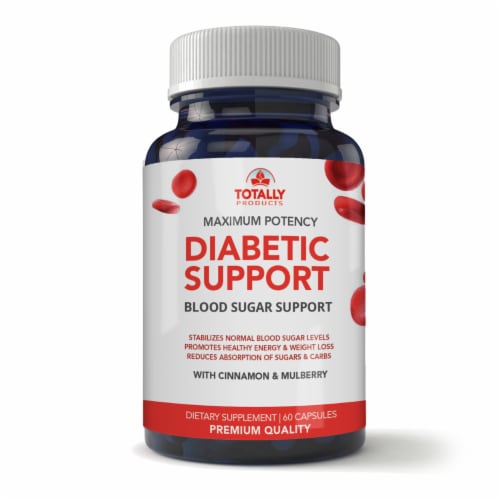 TOTALLY
PRODUCTS
MAXIMUM POTENCY
DIABETIC
SUPPORT
BLOOD SUGAR SUPPORT
STABILIZES NORMAL BLOOD SUGAR LEVELS
PROMOTES HEALTHY ENERGY & WEIGHT LOSS
REDUCES ABSORPTION OF SUGARS & CARBS
WITH CINNAMON & MULBERRY
DIETARY SUPPLEMENT | 60 CAPSULES
PREMIUM QUALITY